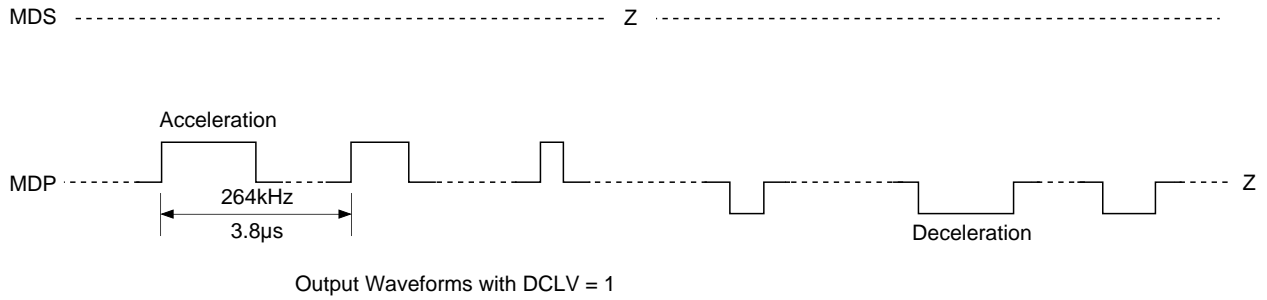 MDS Z
Acceleration
MDP Z
264kHz
3.8µs
Deceleration
Output Waveforms with DCLV = 1